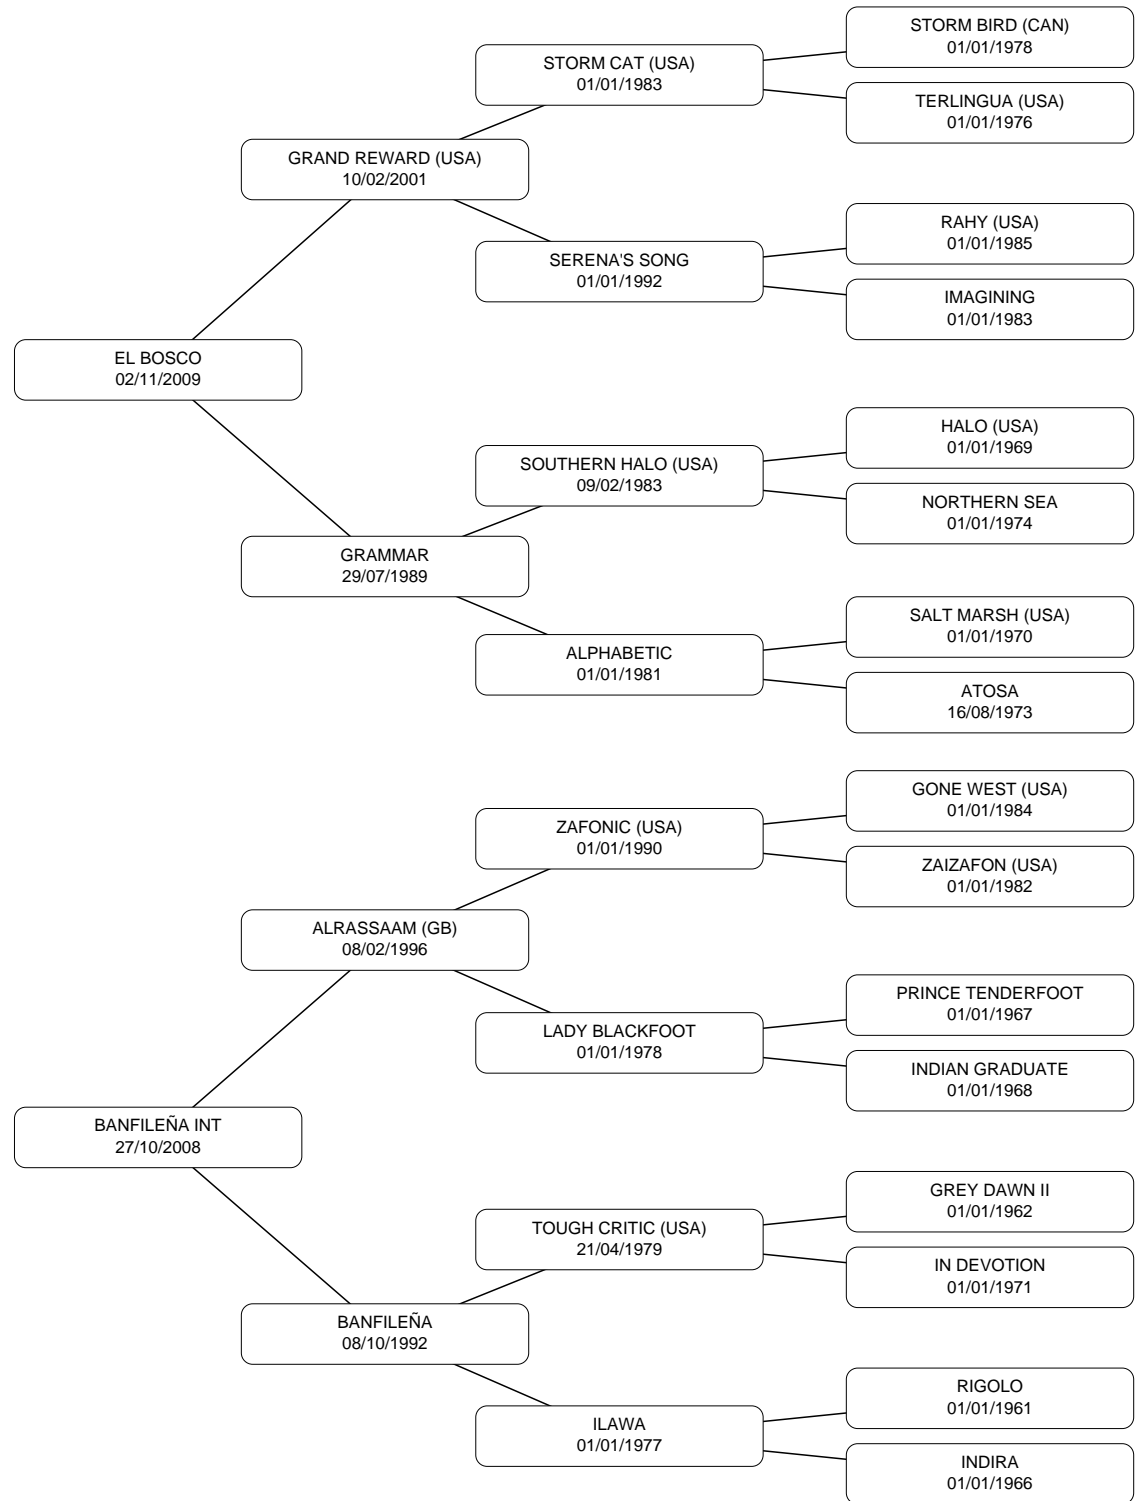 STORM BIRD (CAN)
01/01/1978
STORM CAT (USA)
01/01/1983
TERLINGUA (USA)
01/01/1976
GRAND REWARD (USA)
10/02/2001
RAHY (USA)
01/01/1985
SERENA'S SONG
01/01/1992
IMAGINING
01/01/1983
EL BOSCO
02/11/2009
HALO (USA)
01/01/1969
SOUTHERN HALO (USA)
09/02/1983
NORTHERN SEA
01/01/1974
GRAMMAR
29/07/1989
SALT MARSH (USA)
01/01/1970
ALPHABETIC
01/01/1981
ATOSA
16/08/1973
GONE WEST (USA)
01/01/1984
ZAFONIC (USA)
01/01/1990
ZAIZAFON (USA)
01/01/1982
ALRASSAAM (GB)
08/02/1996
PRINCE TENDERFOOT
01/01/1967
LADY BLACKFOOT
01/01/1978
INDIAN GRADUATE
01/01/1968
BANFILEÑA INT
27/10/2008
GREY DAWN II
01/01/1962
TOUGH CRITIC (USA)
21/04/1979
IN DEVOTION
01/01/1971
BANFILEÑA
08/10/1992
RIGOLO
01/01/1961
ILAWA
01/01/1977
INDIRA
01/01/1966